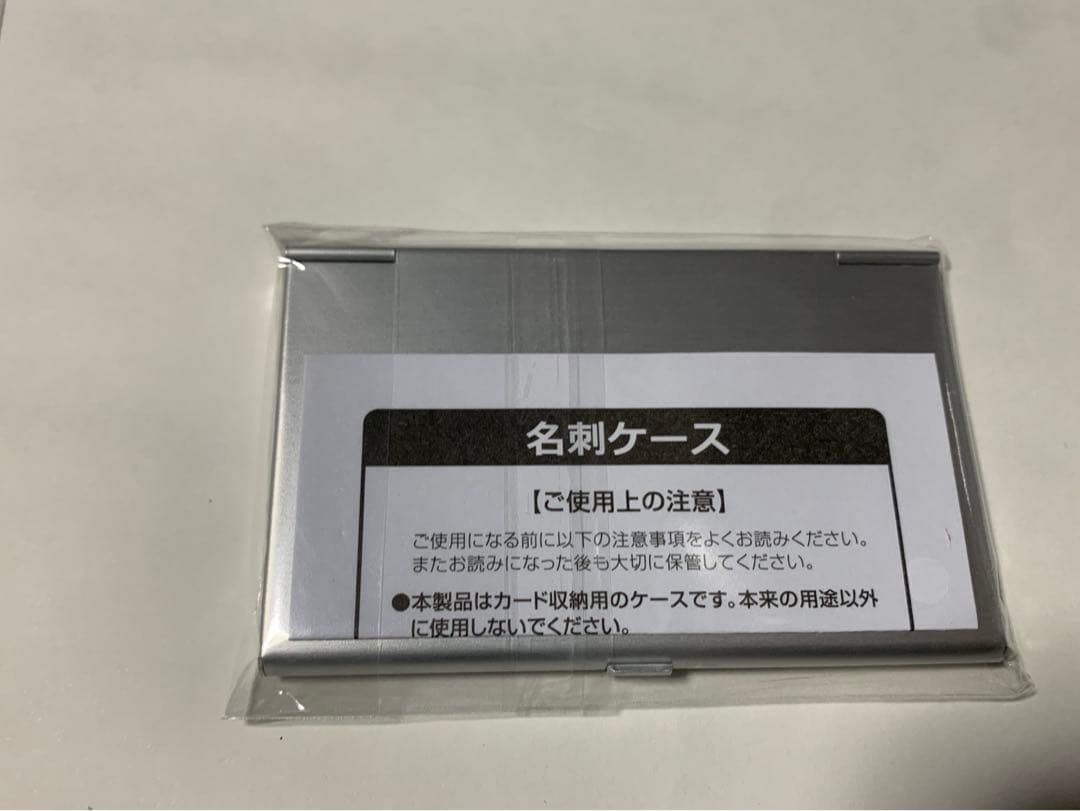 名刺ケース
【ご使用上の注意】
ご使用になる前に以下の注意事項をよくお読みください。
またお読みになった後も大切に保管してください。
●本製品はカード収納用のケースです。本来の用途以外
に使用しないでください。